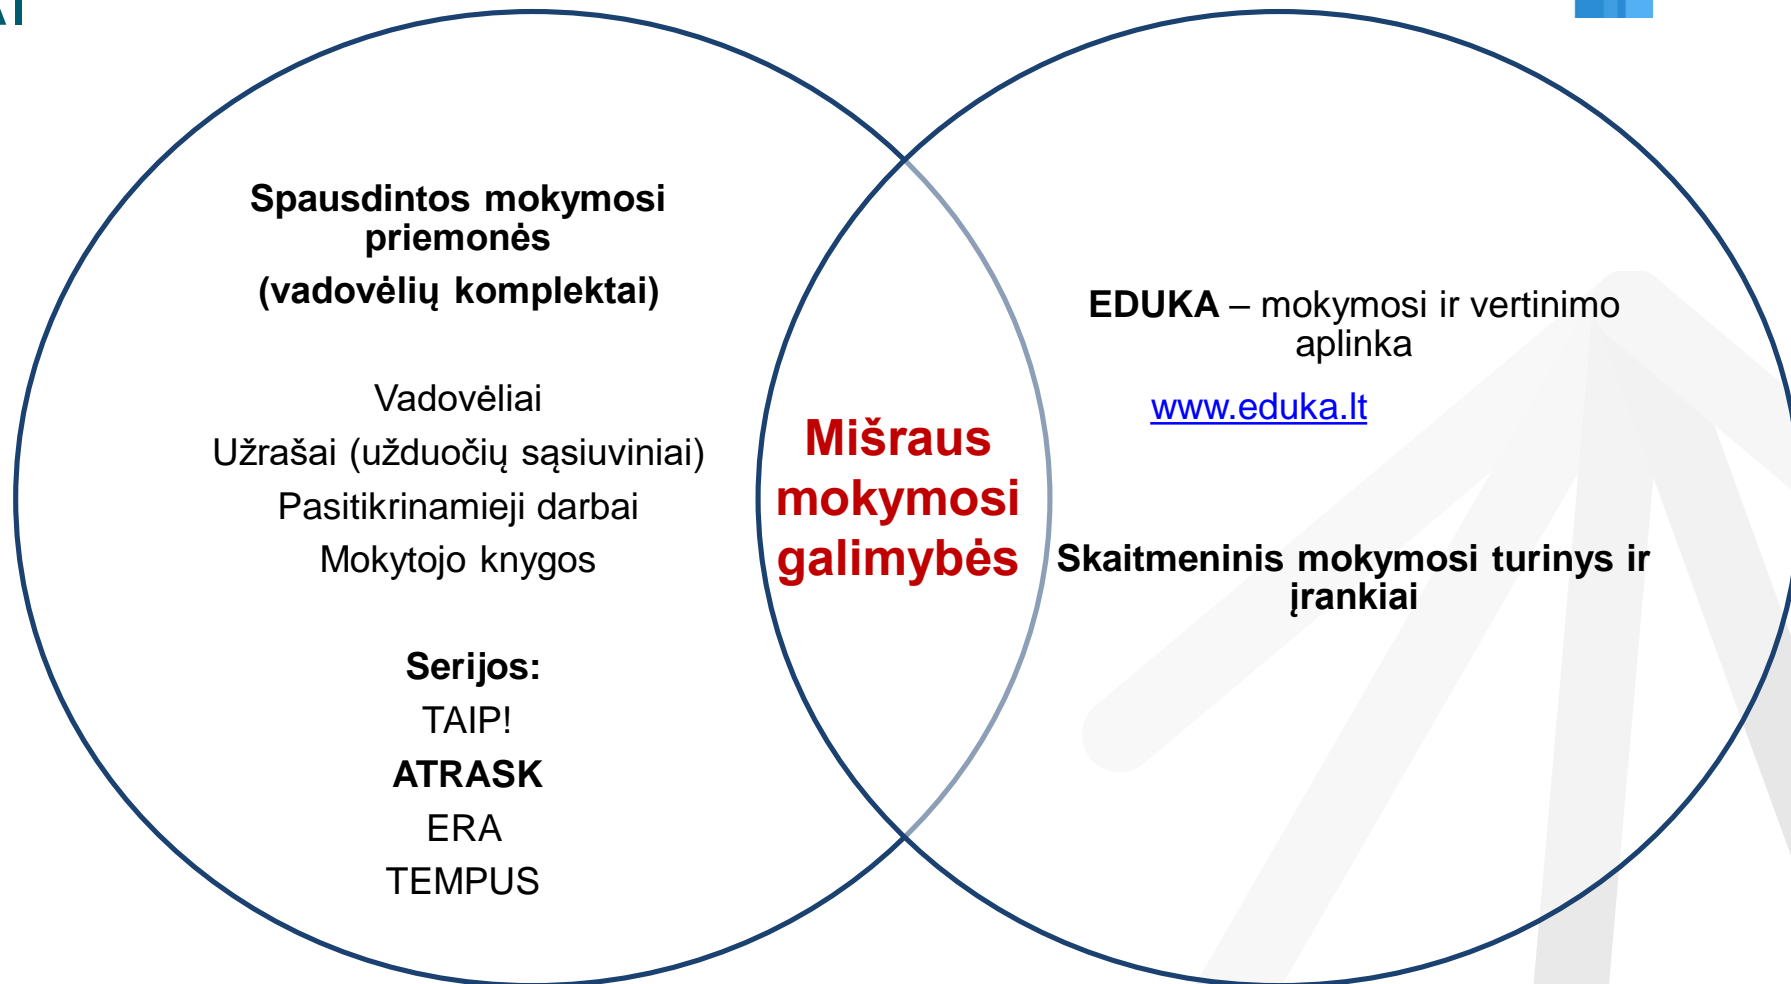 Spausdintos mokymosi
priemonės
(vadovėlių komplektai)
Vadovėliai
Užrašai (užduočių sąsiuviniai)
Pasitikrinamieji darbai
Mokytojo knygos
Serijos:
TAIP!
ATRASK
ERA
TEMPUS
Mišraus
mokymosi
galimybės
EDUKA – mokymosi ir vertinimo
aplinka
www.eduka.lt
Skaitmeninis mokymosi turinys ir
įrankiai